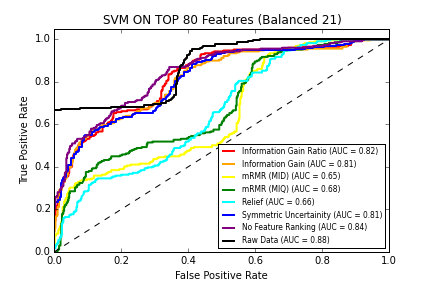 SVM ON TOP 80 Features (Balanced 21)
True Positive Rate
1.0
0.8
0.6
0.4
0.2
0.0
Information Gain Ratio (AUC = 0.82)
Information Gain (AUC = 0.81)
mRMR (MID) (AUC = 0.65)
mRMR (MIQ) (AUC = 0.68)
Relief (AUC = 0.66)
Symmetric Uncertainity (AUC = 0.81)
No Feature Ranking (AUC = 0.84)
Raw Data (AUC = 0.88)
0.0 0.2 0.4 0.6 0.8 1.0
False Positive Rate